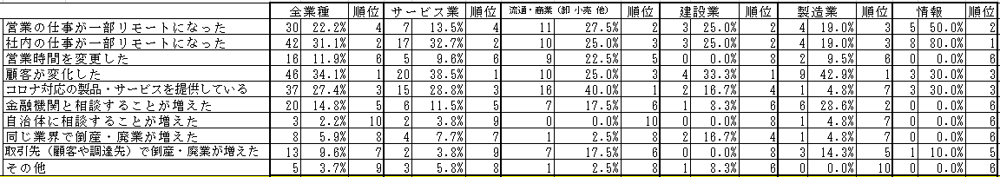 全業種 順位 サービス業 順位 流通・商業（卸 小売 他） 順位 建設業 順位 製造業 順位 情報 順位
営業の仕事が一部リモートになった 30 22.2% 4 7 13.5% 4 11 27.5% 2 3 25.0% 2 4 19.0% 3 5 50.0% 2
社内の仕事が一部リモートになった 42 31.1% 2 17 32.7% 2 10 25.0% 3 3 25.0% 2 4 19.0% 3 8 80.0% 1
営業時間を変更した 16 11.9% 6 5 9.6% 6 9 22.5% 5 0 0.0% 8 2 9.5% 6 0 0.0% 6
顧客が変化した 46 34.1% 1 20 38.5% 1 10 25.0% 3 4 33.3% 1 9 42.9% 1 3 30.0% 3
コロナ対応の製品・サービスを提供している 37 27.4% 3 15 28.8% 3 16 40.0% 1 2 16.7% 4 1 4.8% 7 3 30.0% 3
金融機関と相談することが増えた 20 14.8% 5 6 11.5% 5 7 17.5% 6 1 8.3% 6 6 28.6% 2 0 0.0% 6
自治体に相談することが増えた 3 2.2% 10 2 3.8% 9 0 0.0% 10 0 0.0% 8 1 4.8% 7 0 0.0% 6
同じ業界で倒産・廃業が増えた 8 5.9% 8 4 7.7% 7 1 2.5% 8 2 16.7% 4 1 4.8% 7 0 0.0% 6
取引先（顧客や調達先）で倒産・廃業が増えた 13 9.6% 7 2 3.8% 9 7 17.5% 6 0 0.0% 8 3 14.3% 5 1 10.0% 5
その他 5 3.7% 9 3 5.8% 8 1 2.5% 8 1 8.3% 6 0 0.0% 10 0 0.0% 6